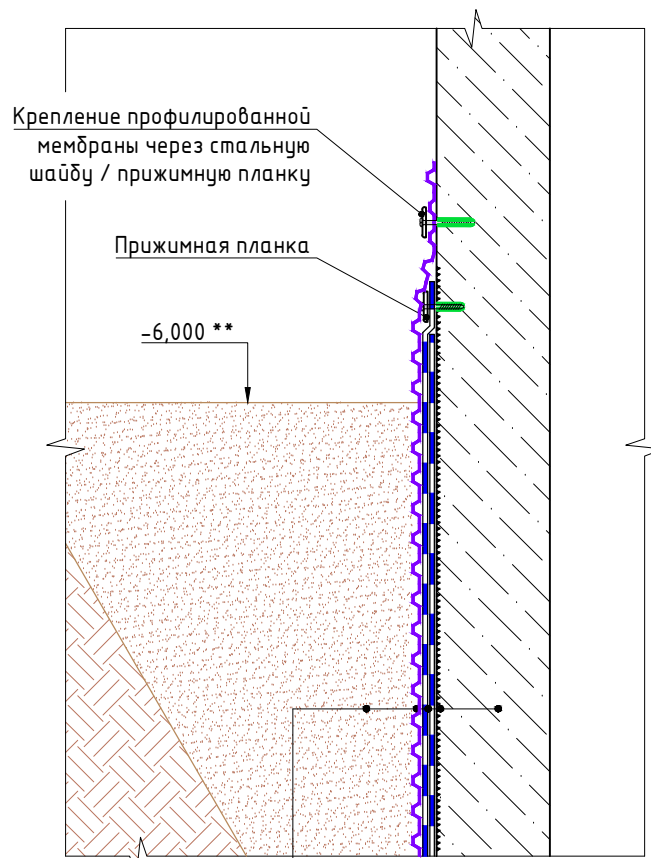 Крепление профилированной
мембраны через стальную
шайбу / прижимную планку
Прижимная планка
-6,000 **